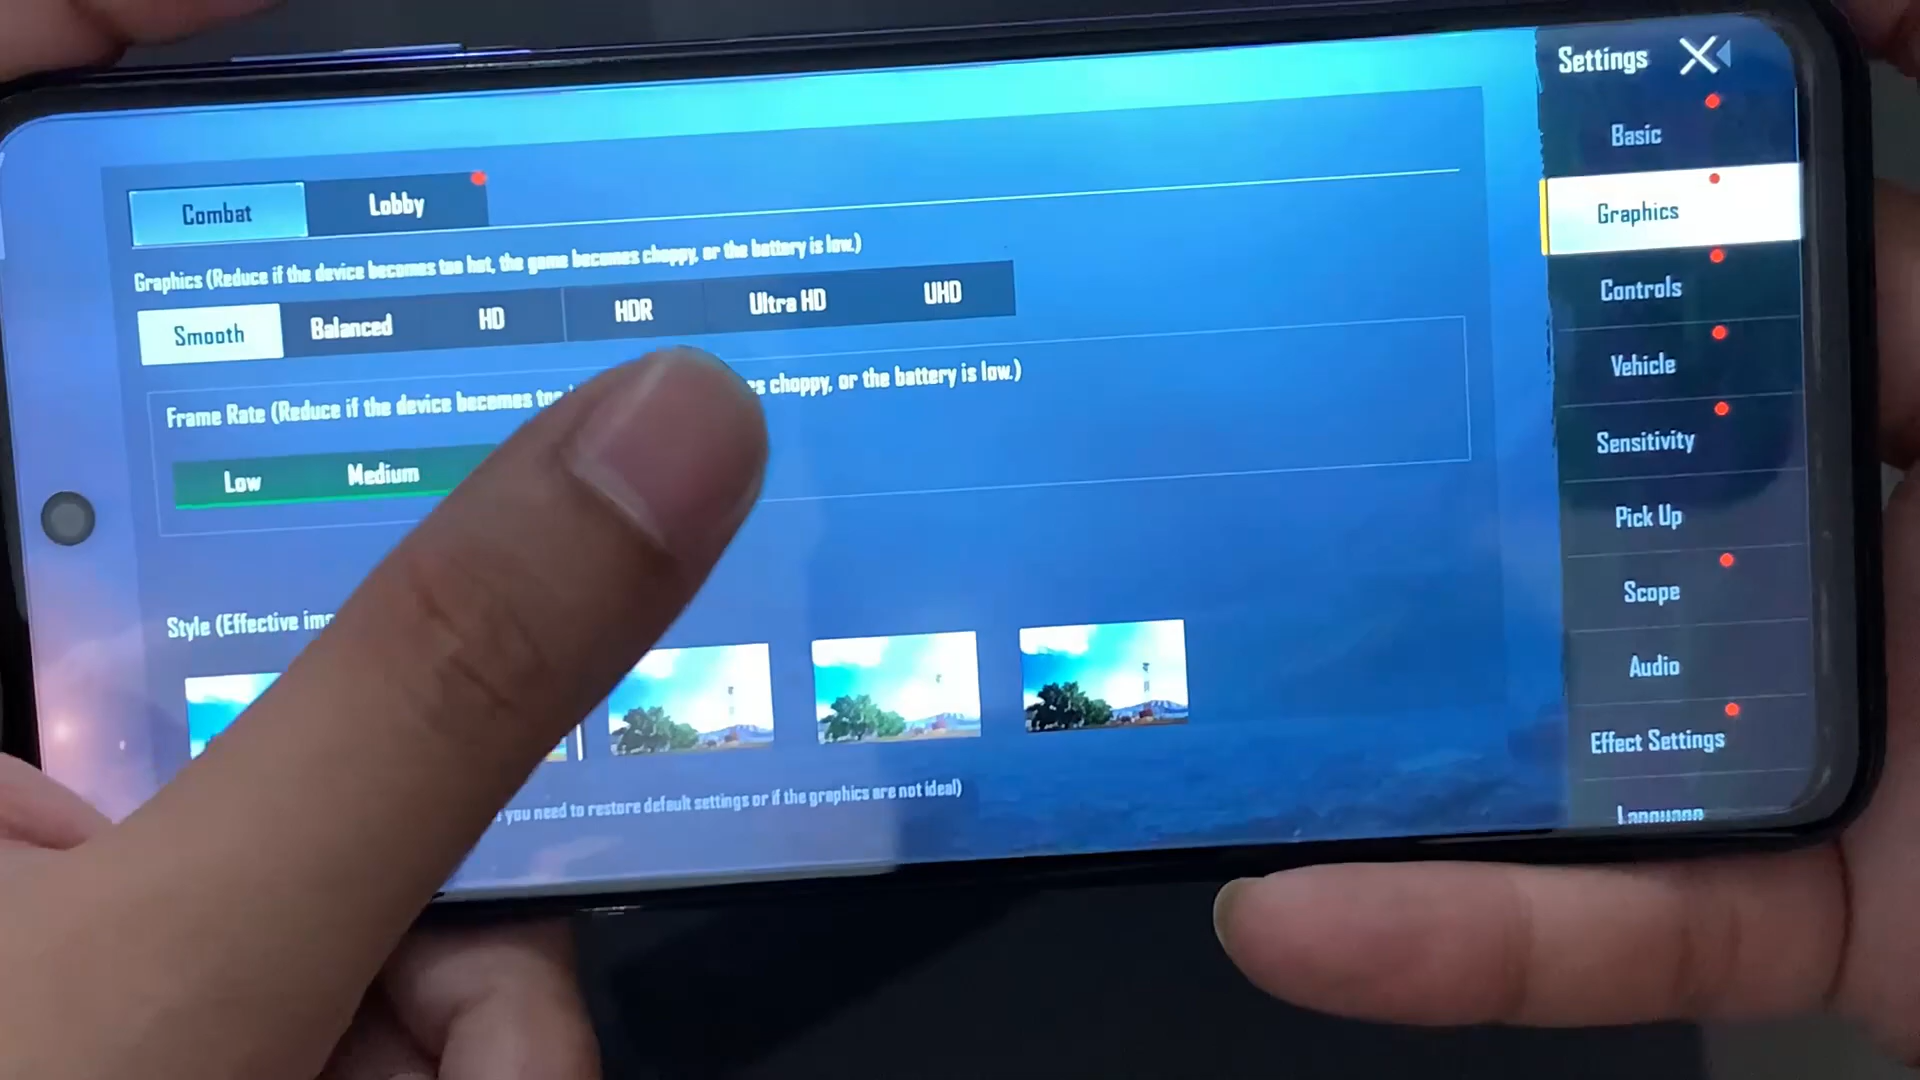 Settings
Basic
Graphics
Controls
Vehicle
Sensitivity
Pick Up
Scope
Audio
Effect Settings
Language
Combat
Lobby
Graphics (Reduce if the device becomes too hot, the game becomes choppy, or the battery is low.)
Smooth Balanced HD HDR Ultra HD UHD
Frame Rate (Reduce if the device becomes choppy, or the battery is low.)
Low Medium
Style (Effective
you need to restore default settings or if the graphics are not ideal)